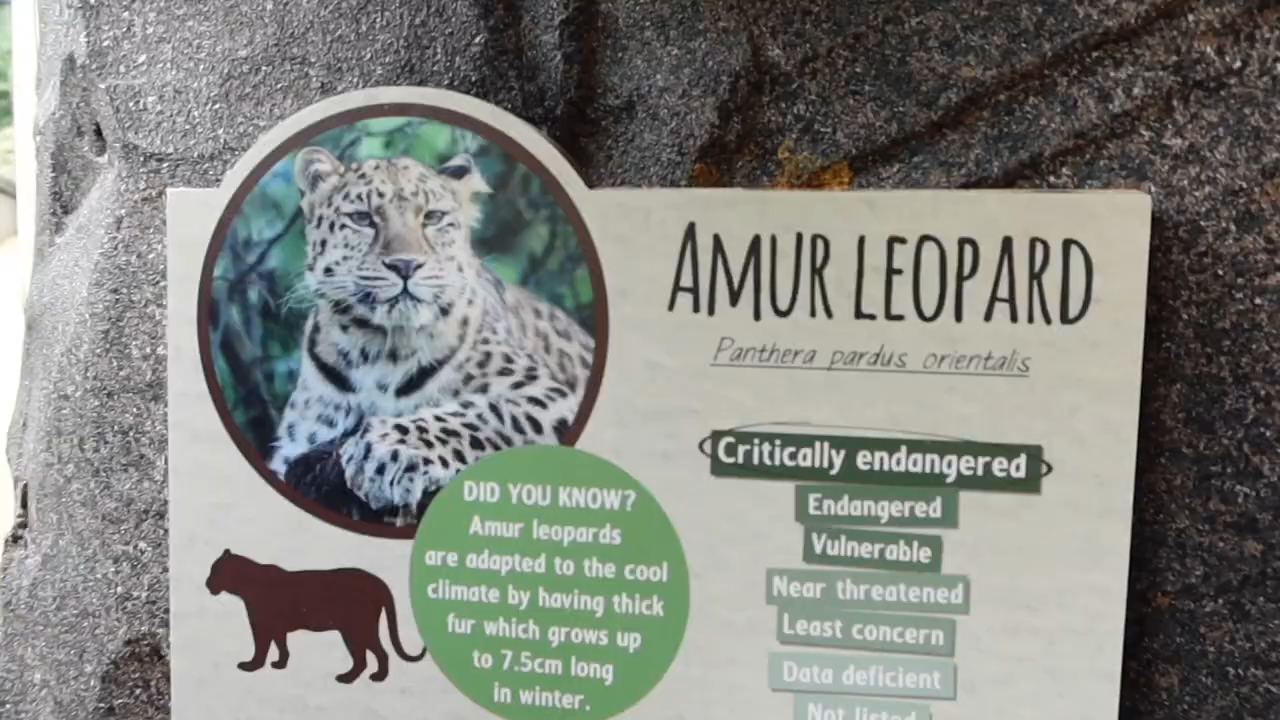 AMUR LEOPARD
Panthera pardus orientalis
Critically endangered
Endangered
Vulnerable
Near threatened
Least concern
Data deficient
Not listed
DID YOU KNOW?
Amur leopards
are adapted to the cool
climate by having thick
fur which grows up
to 7.5cm long
in winter.